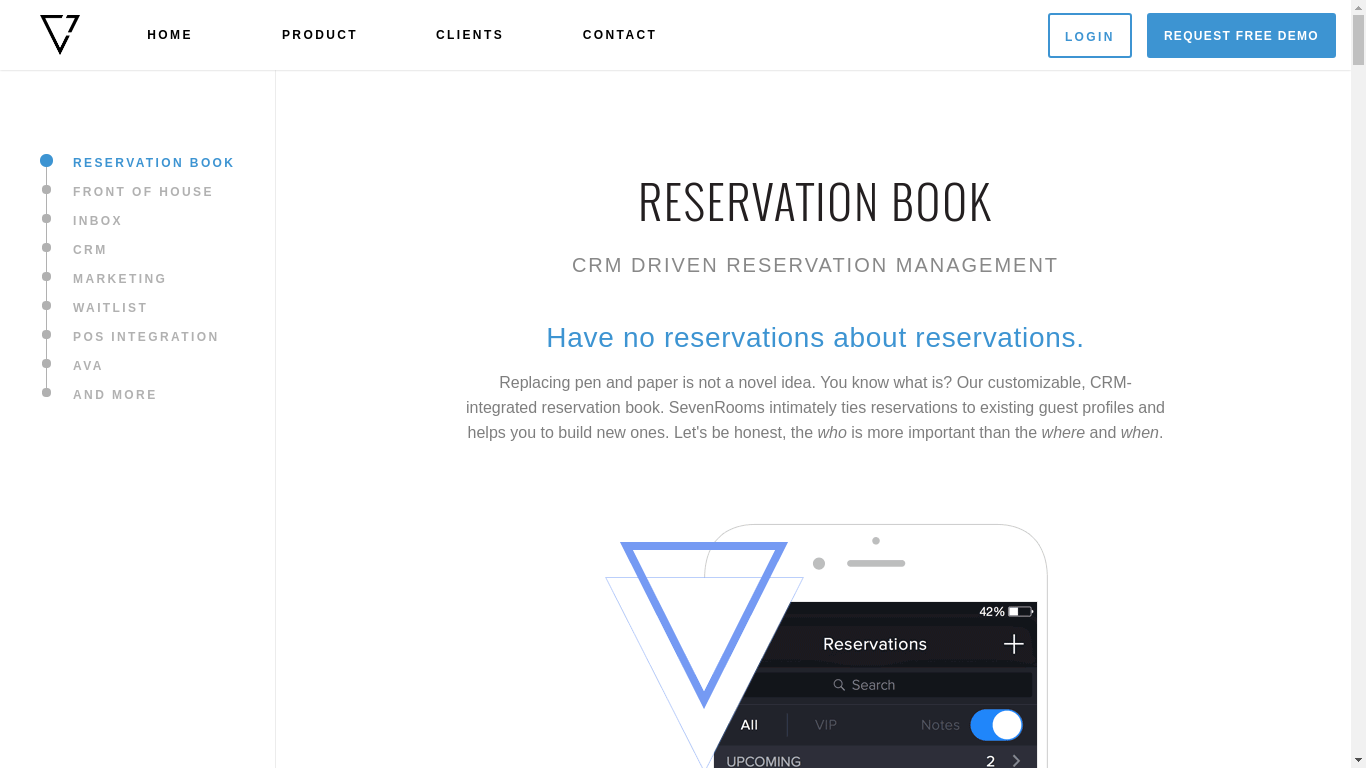 HOME
PRODUCT
CLIENTS
CONTACT
LOGIN
REQUEST FREE DEMO
RESERVATION BOOK
FRONT OF HOUSE
INBOX
CRM
MARKETING
WAITLIST
POS INTEGRATION
AVA
AND MORE
RESERVATION BOOK
CRM DRIVEN RESERVATION MANAGEMENT
Have no reservations about reservations.
Replacing pen and paper is not a novel idea. You know what is? Our customizable, CRM-
integrated reservation book. SevenRooms intimately ties reservations to existing guest profiles and
helps you to build new ones. Let's be honest, the who is more important than the where and when.
42%
Reservations
Search
All
VIP
Notes
UPCOMING
2